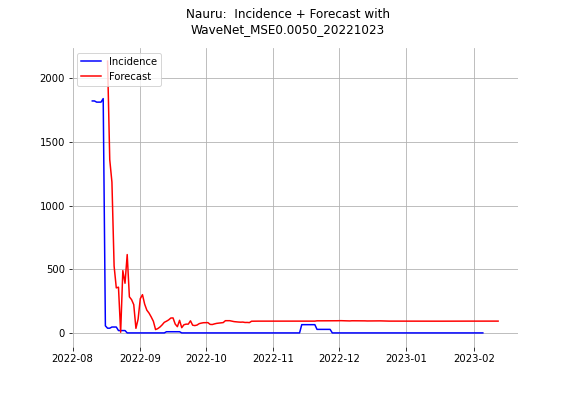 Nauru:  Incidence + Forecast with
WaveNet_MSE0.0050_20221023
Incidence
Forecast
2000
1500
1000
500
0
2022-08 2022-09 2022-10 2022-11 2022-12 2023-01 2023-02